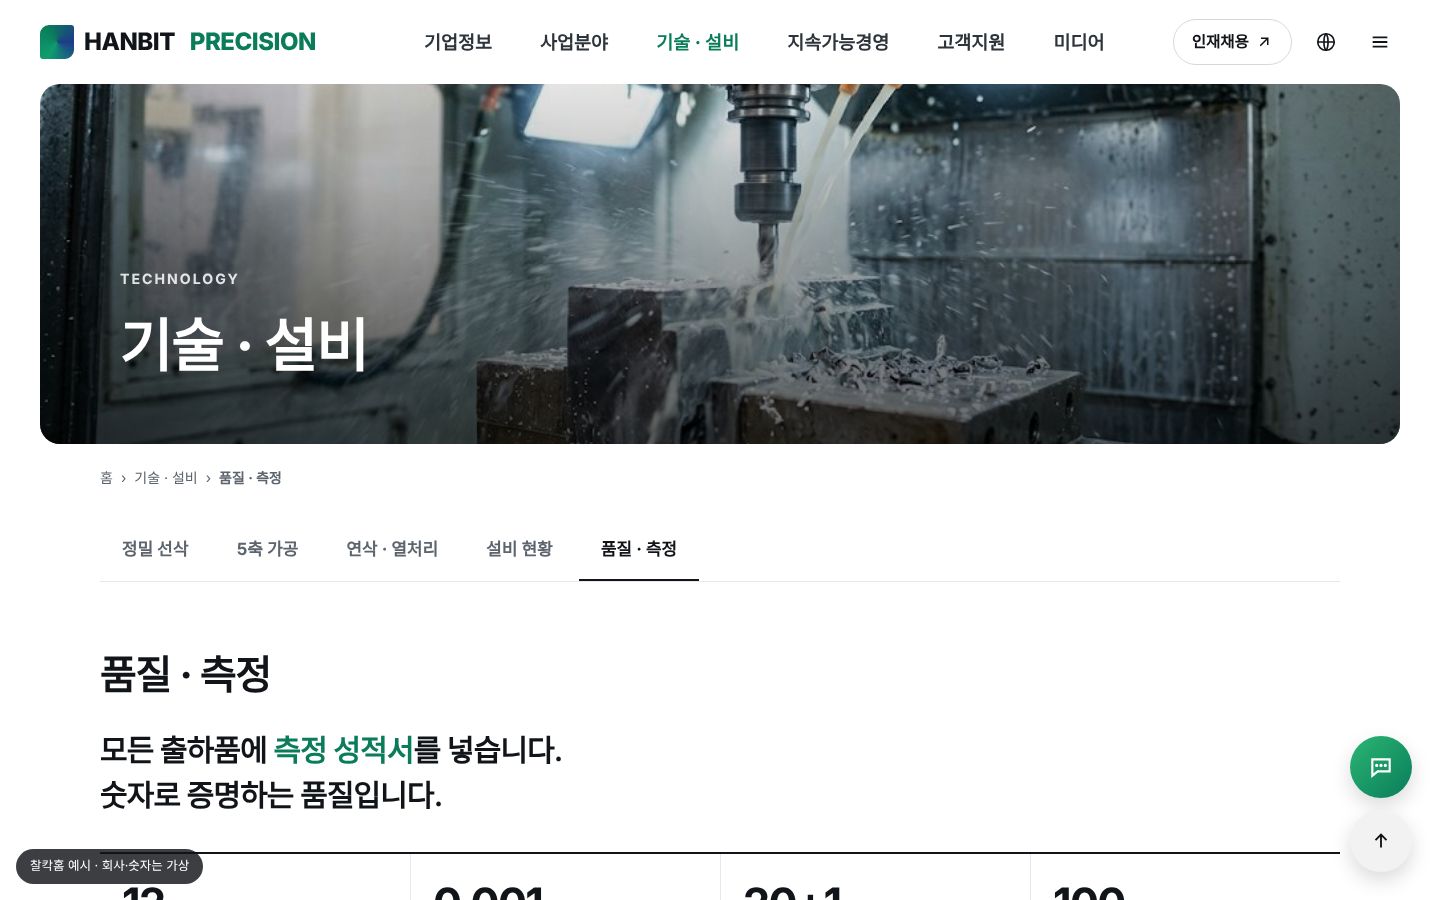 HANBIT PRECISION
기업정보
사업분야
기술 · 설비
지속가능경영
고객지원
미디어
인재채용
TECHNOLOGY
기술 · 설비
홈 › 기술 · 설비 › 품질 · 측정
정밀 선삭
5축 가공
연삭 · 열처리
설비 현황
품질 · 측정
품질 · 측정
모든 출하품에 측정 성적서를 넣습니다.
숫자로 증명하는 품질입니다.
찰칵홈 예시 · 회사·숫자는 가상